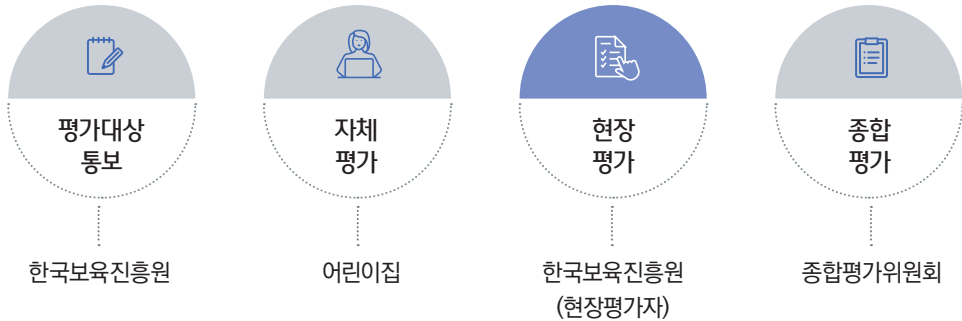 평가대상
통보
자체
평가
현장
평가
종합
평가
한국보육진흥원
어린이집
한국보육진흥원
(현장평가자)
종합평가위원회